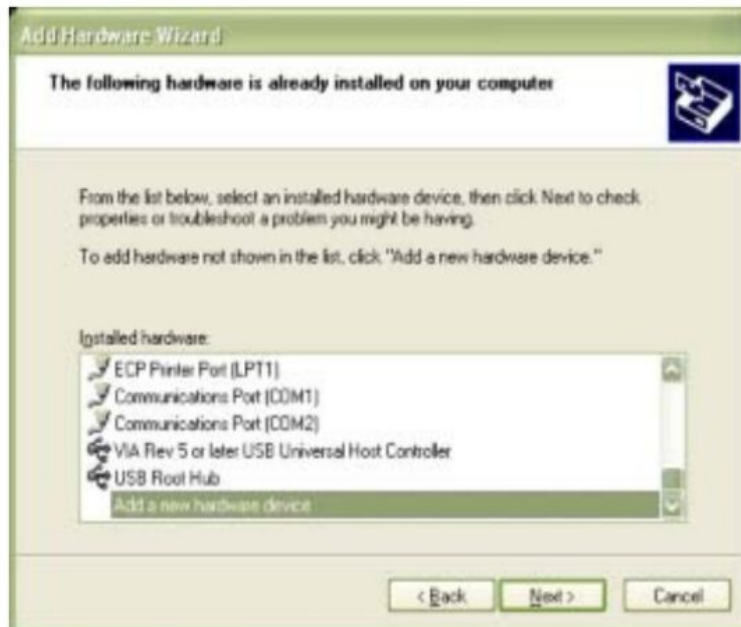 Add Hardware Wizard
The following hardware is already installed on your computer
From the list below, select an installed hardware device, then click Next to check
properties or troubleshoot a problem you might be having.
To add hardware not shown in the list, click "Add a new hardware device."
Installed hardware:
ECP Printer Port (LPT1)
Communications Port (COM1)
Communications Port (COM2)
VIA Rev 5 or later USB Universal Host Controller
USB Root Hub
Add a new hardware device
< Back Next > Cancel